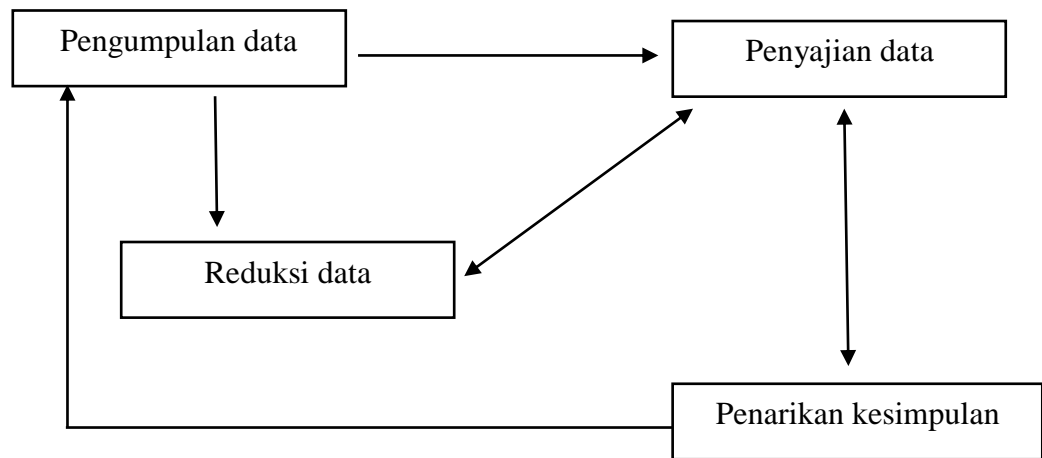 Pengumpulan data
Penyajian data
Reduksi data
Penarikan kesimpulan